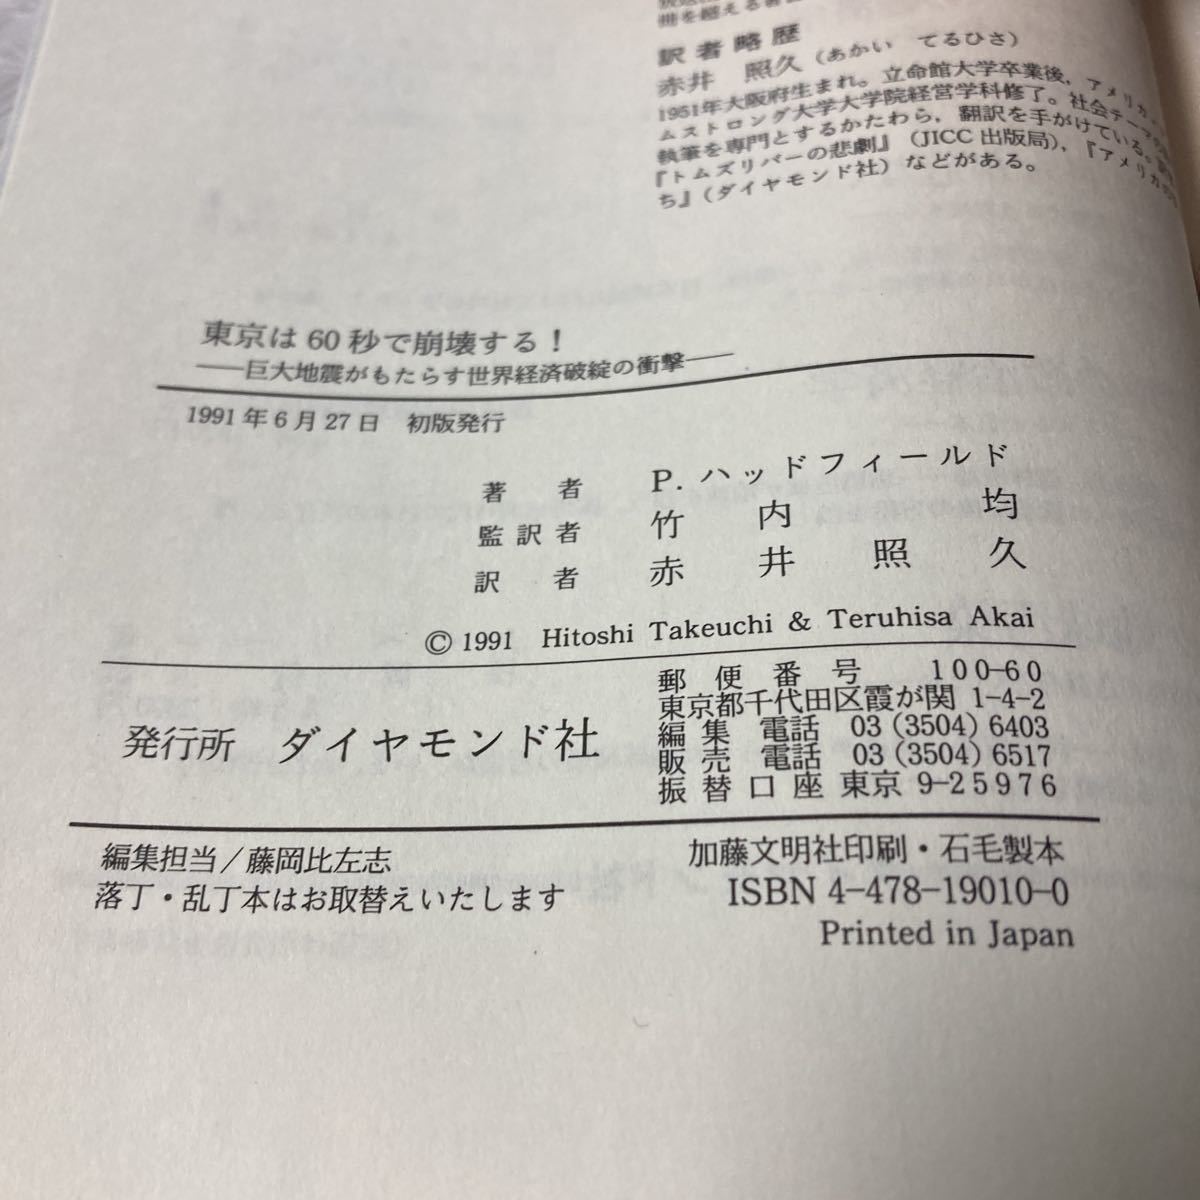 冊を超える著
訳者略歴
赤井 照久（あかい てるひさ）
1951年大阪府生まれ。立命館大学卒業後，アメリカ・
ムストロング大学大学院経営学科修了。社会テーマの
執筆を専門とするかたわら，翻訳を手がけている。
『トムズリバーの悲劇』（JICC出版局），『アメリカの
ち』（ダイヤモンド社）などがある。
東京は60秒で崩壊する！
——巨大地震がもたらす世界経済破綻の衝撃——
1991年6月27日 初版発行
著者 P. ハッドフィールド
監訳者 竹内 均
訳者 赤井照久
© 1991 Hitoshi Takeuchi & Teruhisa Akai
発行所 ダイヤモンド社
郵便番号 100-60
東京都千代田区霞が関 1-4-2
編集 電話 03 (3504) 6403
販売 電話 03 (3504) 6517
振替口座 東京 9-25976
編集担当/藤岡比左志
落丁・乱丁本はお取替えいたします
加藤文明社印刷・石毛製本
ISBN 4-478-19010-0
Printed in Japan